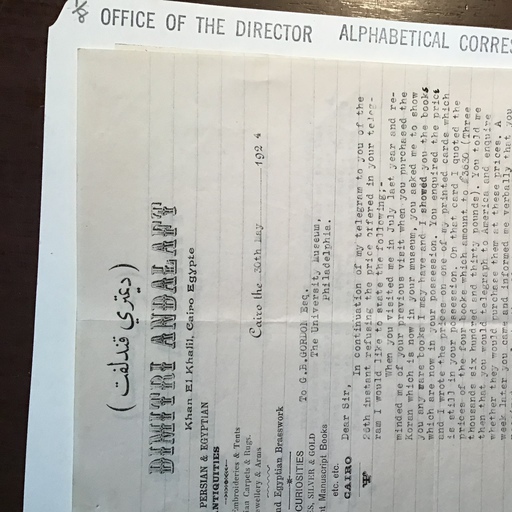 (ديمتري قندلفت)
DIMITRI ANDALAFT
Khan El Khalil, Cairo Egypte
PERSIAN & EGYPTIAN
ANTIQUITIES
Embroideries & Tents
ian Carpets & Rugs.
ewellery & Arms
nd Egyptian Brasswork
CURIOSITIES
ES, SILVER & GOLD
nt Manuscript Books
etc. etc.
CAIRO
Cairo the 30th May 1924
To G.B.GORDON Esq.
The University Museum,
Philadelphia.
Dear Sir,
In continuation of my telegram to you of the
26th instant refusing the price offered in your teleg-
ram I would like to state the following;-
When you visited me in July last year and re-
minded me of your previous visit when you purchased the
Koran which is now in your museum, you asked me to show
you any rare books I may have and I showed you the books
which are now in your possession. You enquired the price
and I wrote the prices on one of my printed cards which
is still in your possession. On that card I quoted the
prices of the four books which amount to £3630 (Three
thousands six hundred and thirty pounds). You told me
then that you would telegraph to America and enquire
whether they would purchase them at these prices. A
week later you came and informed me verbally that you
OFFICE OF THE DIRECTOR ALPHABETICAL CORRES